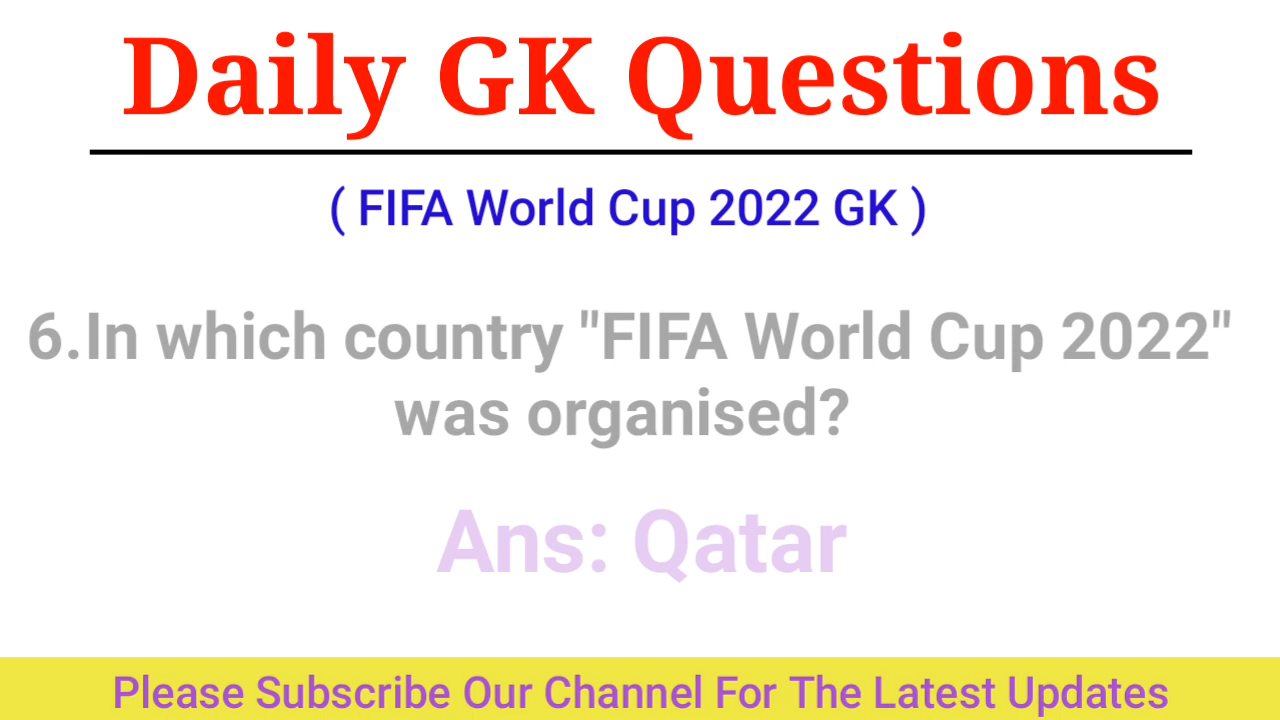 Daily GK Questions
( FIFA World Cup 2022 GK )
6.In which country "FIFA World Cup 2022"
was organised?
Ans: Qatar
Please Subscribe Our Channel For The Latest Updates